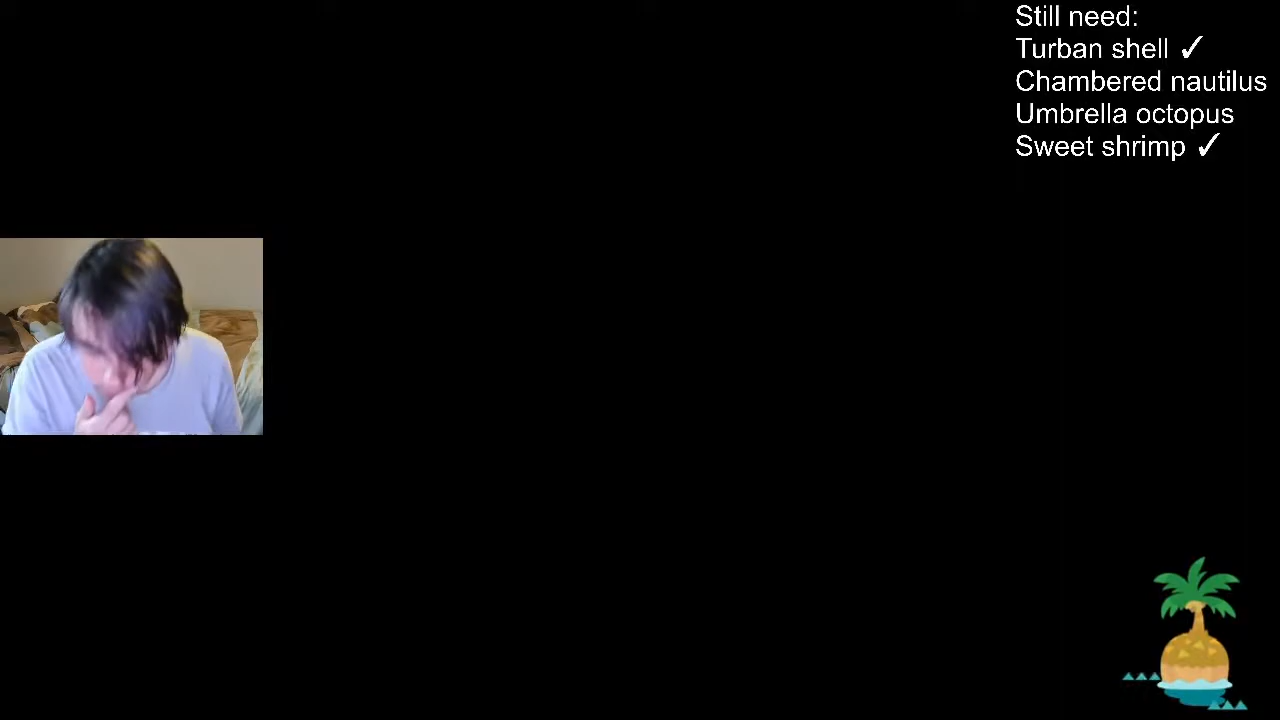 Still need:
Turban shell ✓
Chambered nautilus
Umbrella octopus
Sweet shrimp ✓